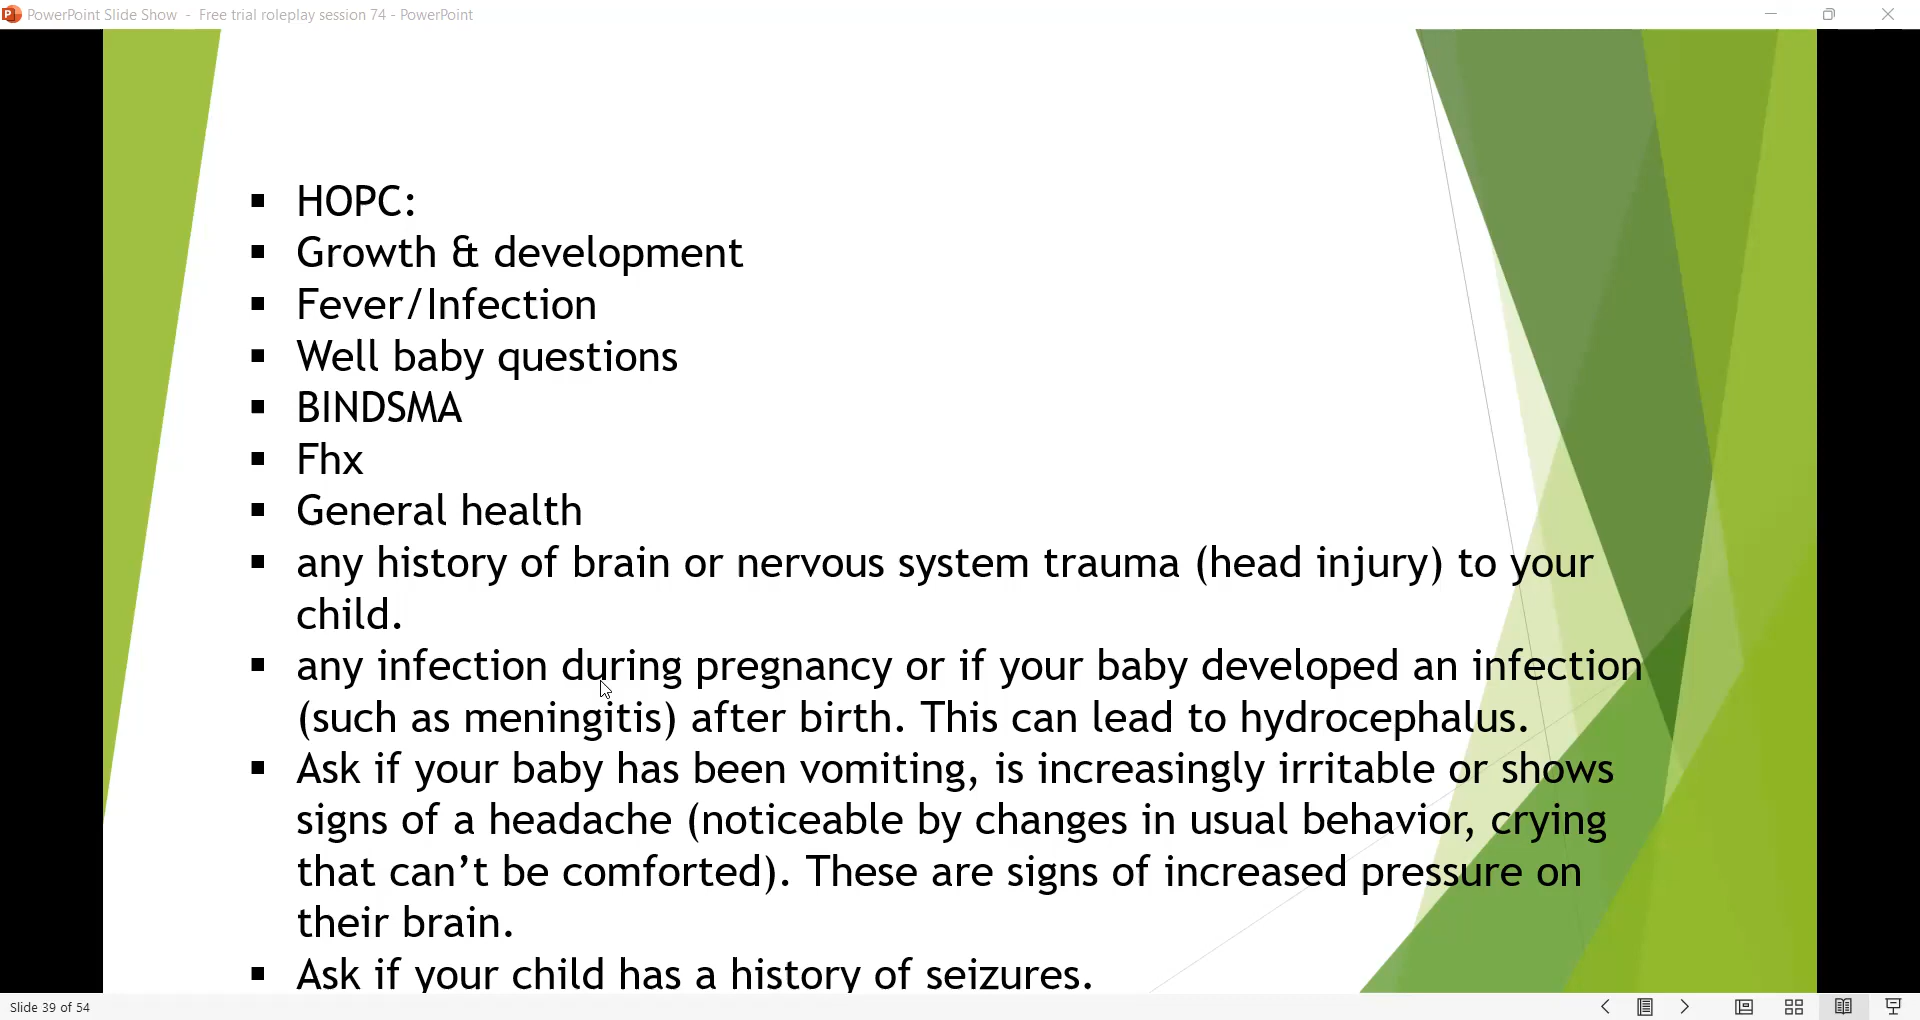 PowerPoint Slide Show - Free trial roleplay session 74 - PowerPoint
▪ HOPC:
▪ Growth & development
▪ Fever/Infection
▪ Well baby questions
▪ BINDSMA
▪ Fhx
▪ General health
▪ any history of brain or nervous system trauma (head injury) to your
child.
▪ any infection during pregnancy or if your baby developed an infection
(such as meningitis) after birth. This can lead to hydrocephalus.
▪ Ask if your baby has been vomiting, is increasingly irritable or shows
signs of a headache (noticeable by changes in usual behavior, crying
that can’t be comforted). These are signs of increased pressure on
their brain.
▪ Ask if your child has a history of seizures.
Slide 39 of 54